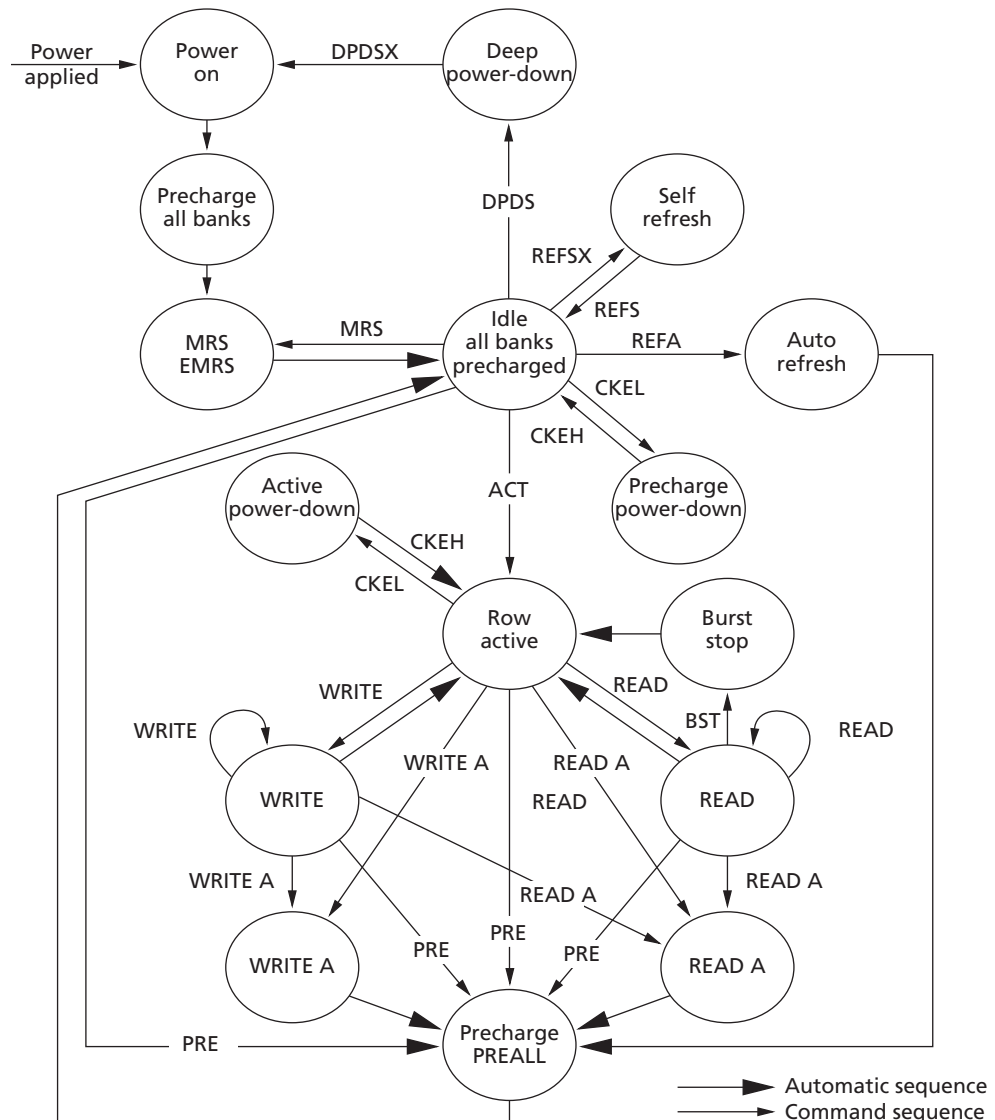 Power
applied
Power
on
DPDSX
Deep
power-down
Precharge
all banks
DPDS
Self
refresh
REFSX
REFS
MRS
EMRS
MRS
Idle
all banks
precharged
REFA
Auto
refresh
CKEL
CKEH
Active
power-down
ACT
Precharge
power-down
CKEH
CKEL
Row
active
Burst
stop
WRITE
READ
WRITE
BST
READ
WRITE A
READ A
WRITE
READ
READ
WRITE A
READ A
READ A
WRITE A
PRE
PRE
PRE
READ A
PRE
Precharge
PREALL
Automatic sequence
Command sequence